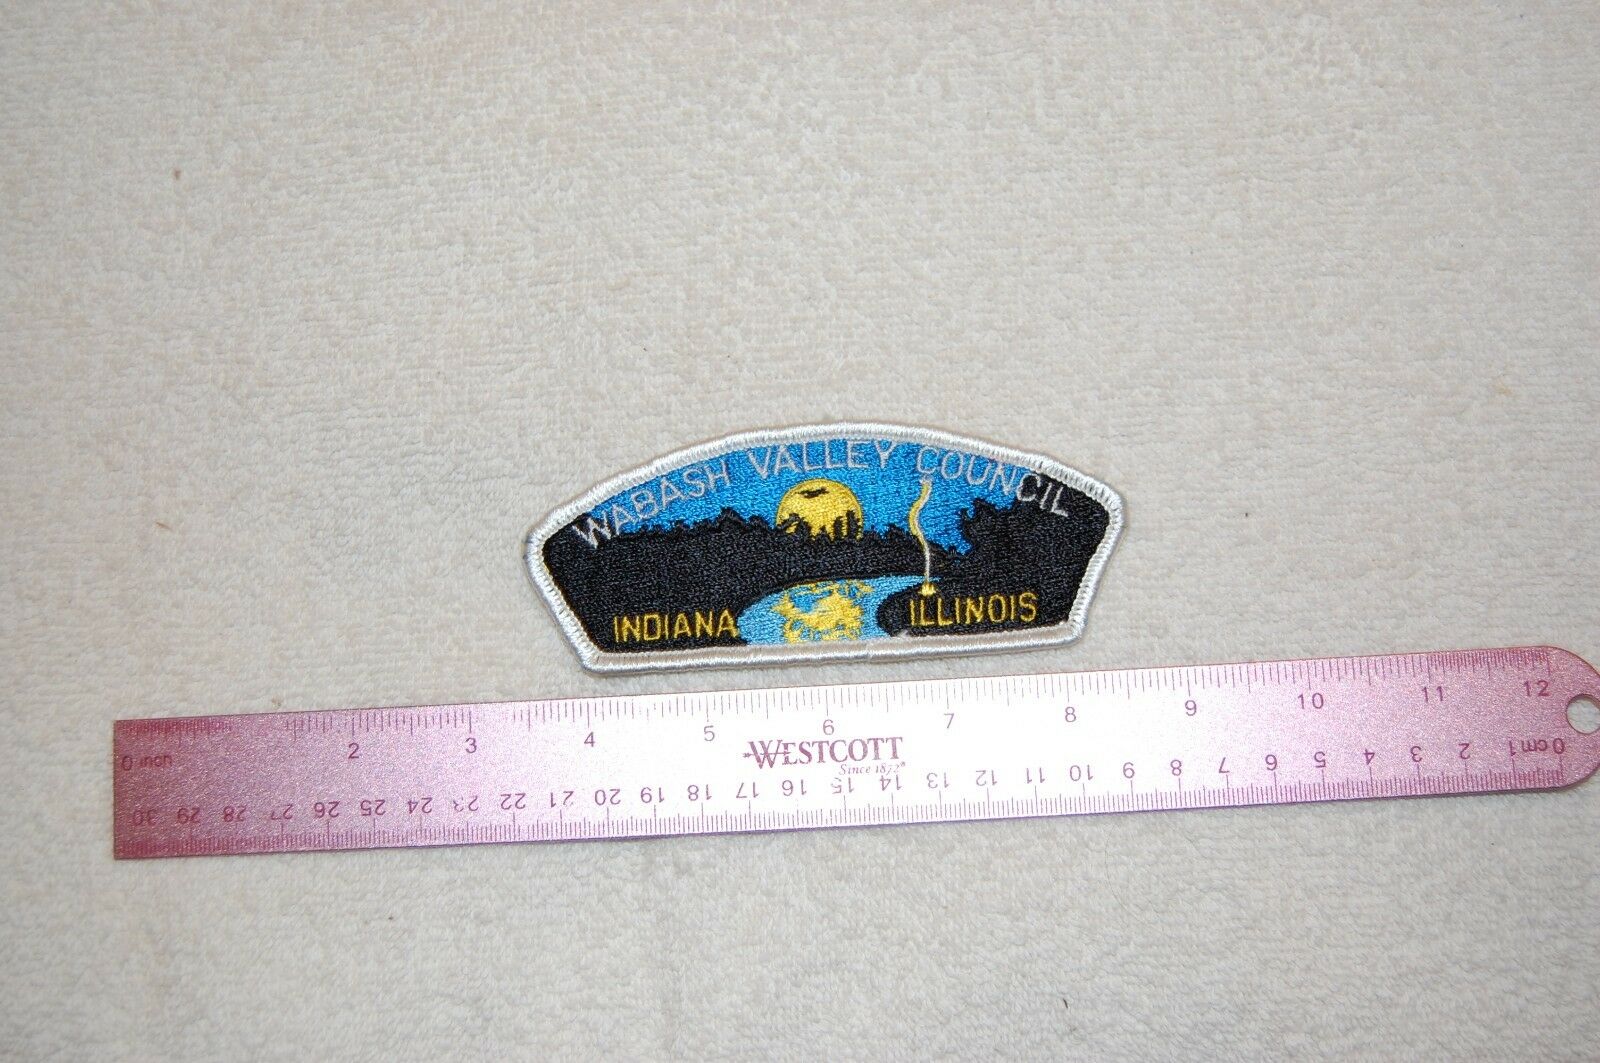 WABASH VALLEY COUNCIL
INDIANA ILLINOIS
0 inch 2 3 4 5 6 7 8 9 10 11 12
WESTCOTT
Since 1872®
30 29 28 27 26 25 24 23 22 21 20 19 18 17 16 15 14 13 12 11 10 9 8 7 6 5 4 3 2 1 0 cm